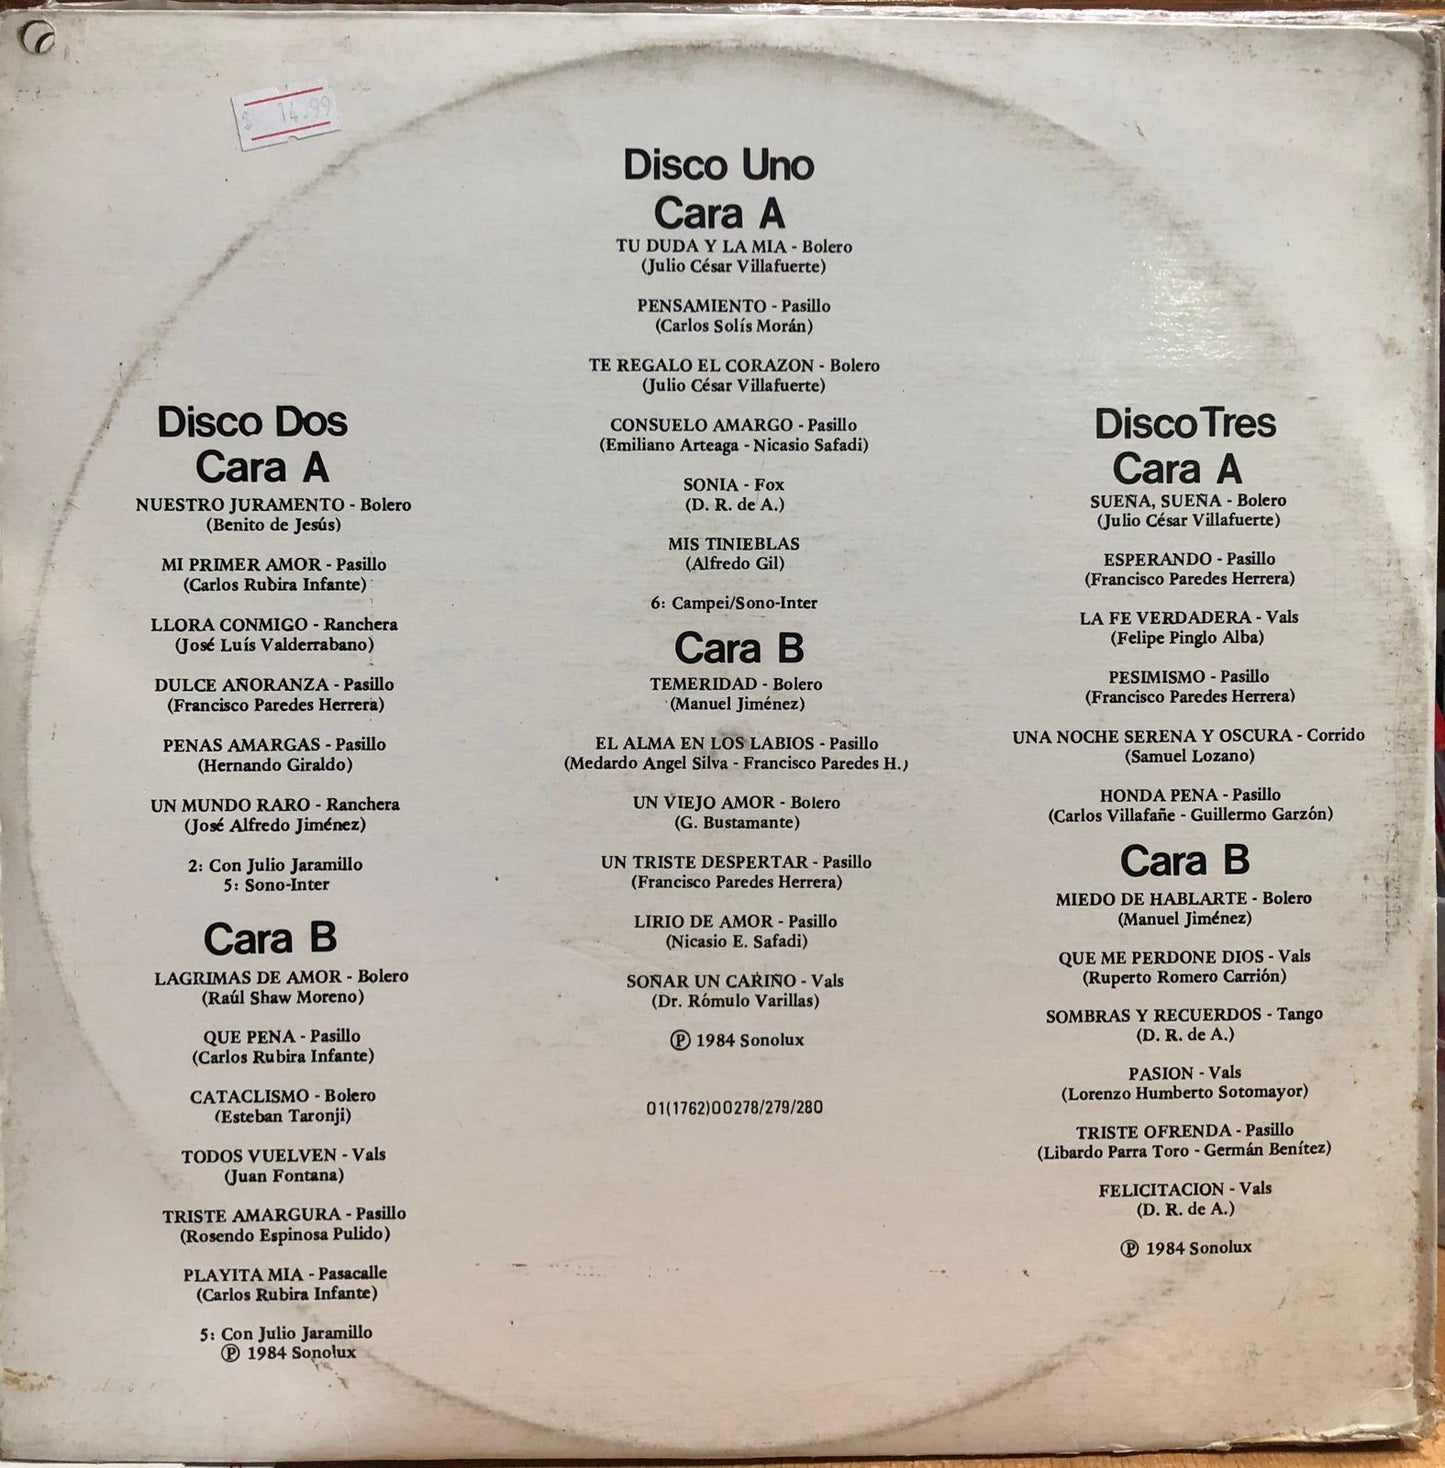 $ 14.99
Disco Uno
Cara A
TU DUDA Y LA MIA - Bolero
(Julio César Villafuerte)
PENSAMIENTO - Pasillo
(Carlos Solís Morán)
TE REGALO EL CORAZON - Bolero
(Julio César Villafuerte)
CONSUELO AMARGO - Pasillo
(Emiliano Arteaga - Nicasio Safadi)
SONIA - Fox
(D. R. de A.)
MIS TINIEBLAS
(Alfredo Gil)
6: Campei/Sono-Inter
Cara B
TEMERIDAD - Bolero
(Manuel Jiménez)
EL ALMA EN LOS LABIOS - Pasillo
(Medardo Angel Silva - Francisco Paredes H.)
UN VIEJO AMOR - Bolero
(G. Bustamante)
UN TRISTE DESPERTAR - Pasillo
(Francisco Paredes Herrera)
LIRIO DE AMOR - Pasillo
(Nicasio E. Safadi)
SOÑAR UN CARIÑO - Vals
(Dr. Rómulo Varillas)
℗ 1984 Sonolux
01(1762)00278/279/280
Disco Dos
Cara A
NUESTRO JURAMENTO - Bolero
(Benito de Jesús)
MI PRIMER AMOR - Pasillo
(Carlos Rubira Infante)
LLORA CONMIGO - Ranchera
(José Luís Valderrabano)
DULCE AÑORANZA - Pasillo
(Francisco Paredes Herrera)
PENAS AMARGAS - Pasillo
(Hernando Giraldo)
UN MUNDO RARO - Ranchera
(José Alfredo Jiménez)
2: Con Julio Jaramillo
5: Sono-Inter
Cara B
LAGRIMAS DE AMOR - Bolero
(Raúl Shaw Moreno)
QUE PENA - Pasillo
(Carlos Rubira Infante)
CATACLISMO - Bolero
(Esteban Taronji)
TODOS VUELVEN - Vals
(Juan Fontana)
TRISTE AMARGURA - Pasillo
(Rosendo Espinosa Pulido)
PLAYITA MIA - Pasacalle
(Carlos Rubira Infante)
5: Con Julio Jaramillo
℗ 1984 Sonolux
Disco Tres
Cara A
SUEÑA, SUEÑA - Bolero
(Julio César Villafuerte)
ESPERANDO - Pasillo
(Francisco Paredes Herrera)
LA FE VERDADERA - Vals
(Felipe Pinglo Alba)
PESIMISMO - Pasillo
(Francisco Paredes Herrera)
UNA NOCHE SERENA Y OSCURA - Corrido
(Samuel Lozano)
HONDA PENA - Pasillo
(Carlos Villafañe - Guillermo Garzón)
Cara B
MIEDO DE HABLARTE - Bolero
(Manuel Jiménez)
QUE ME PERDONE DIOS - Vals
(Ruperto Romero Carrión)
SOMBRAS Y RECUERDOS - Tango
(D. R. de A.)
PASION - Vals
(Lorenzo Humberto Sotomayor)
TRISTE OFRENDA - Pasillo
(Libardo Parra Toro - Germán Benítez)
FELICITACION - Vals
(D. R. de A.)
℗ 1984 Sonolux